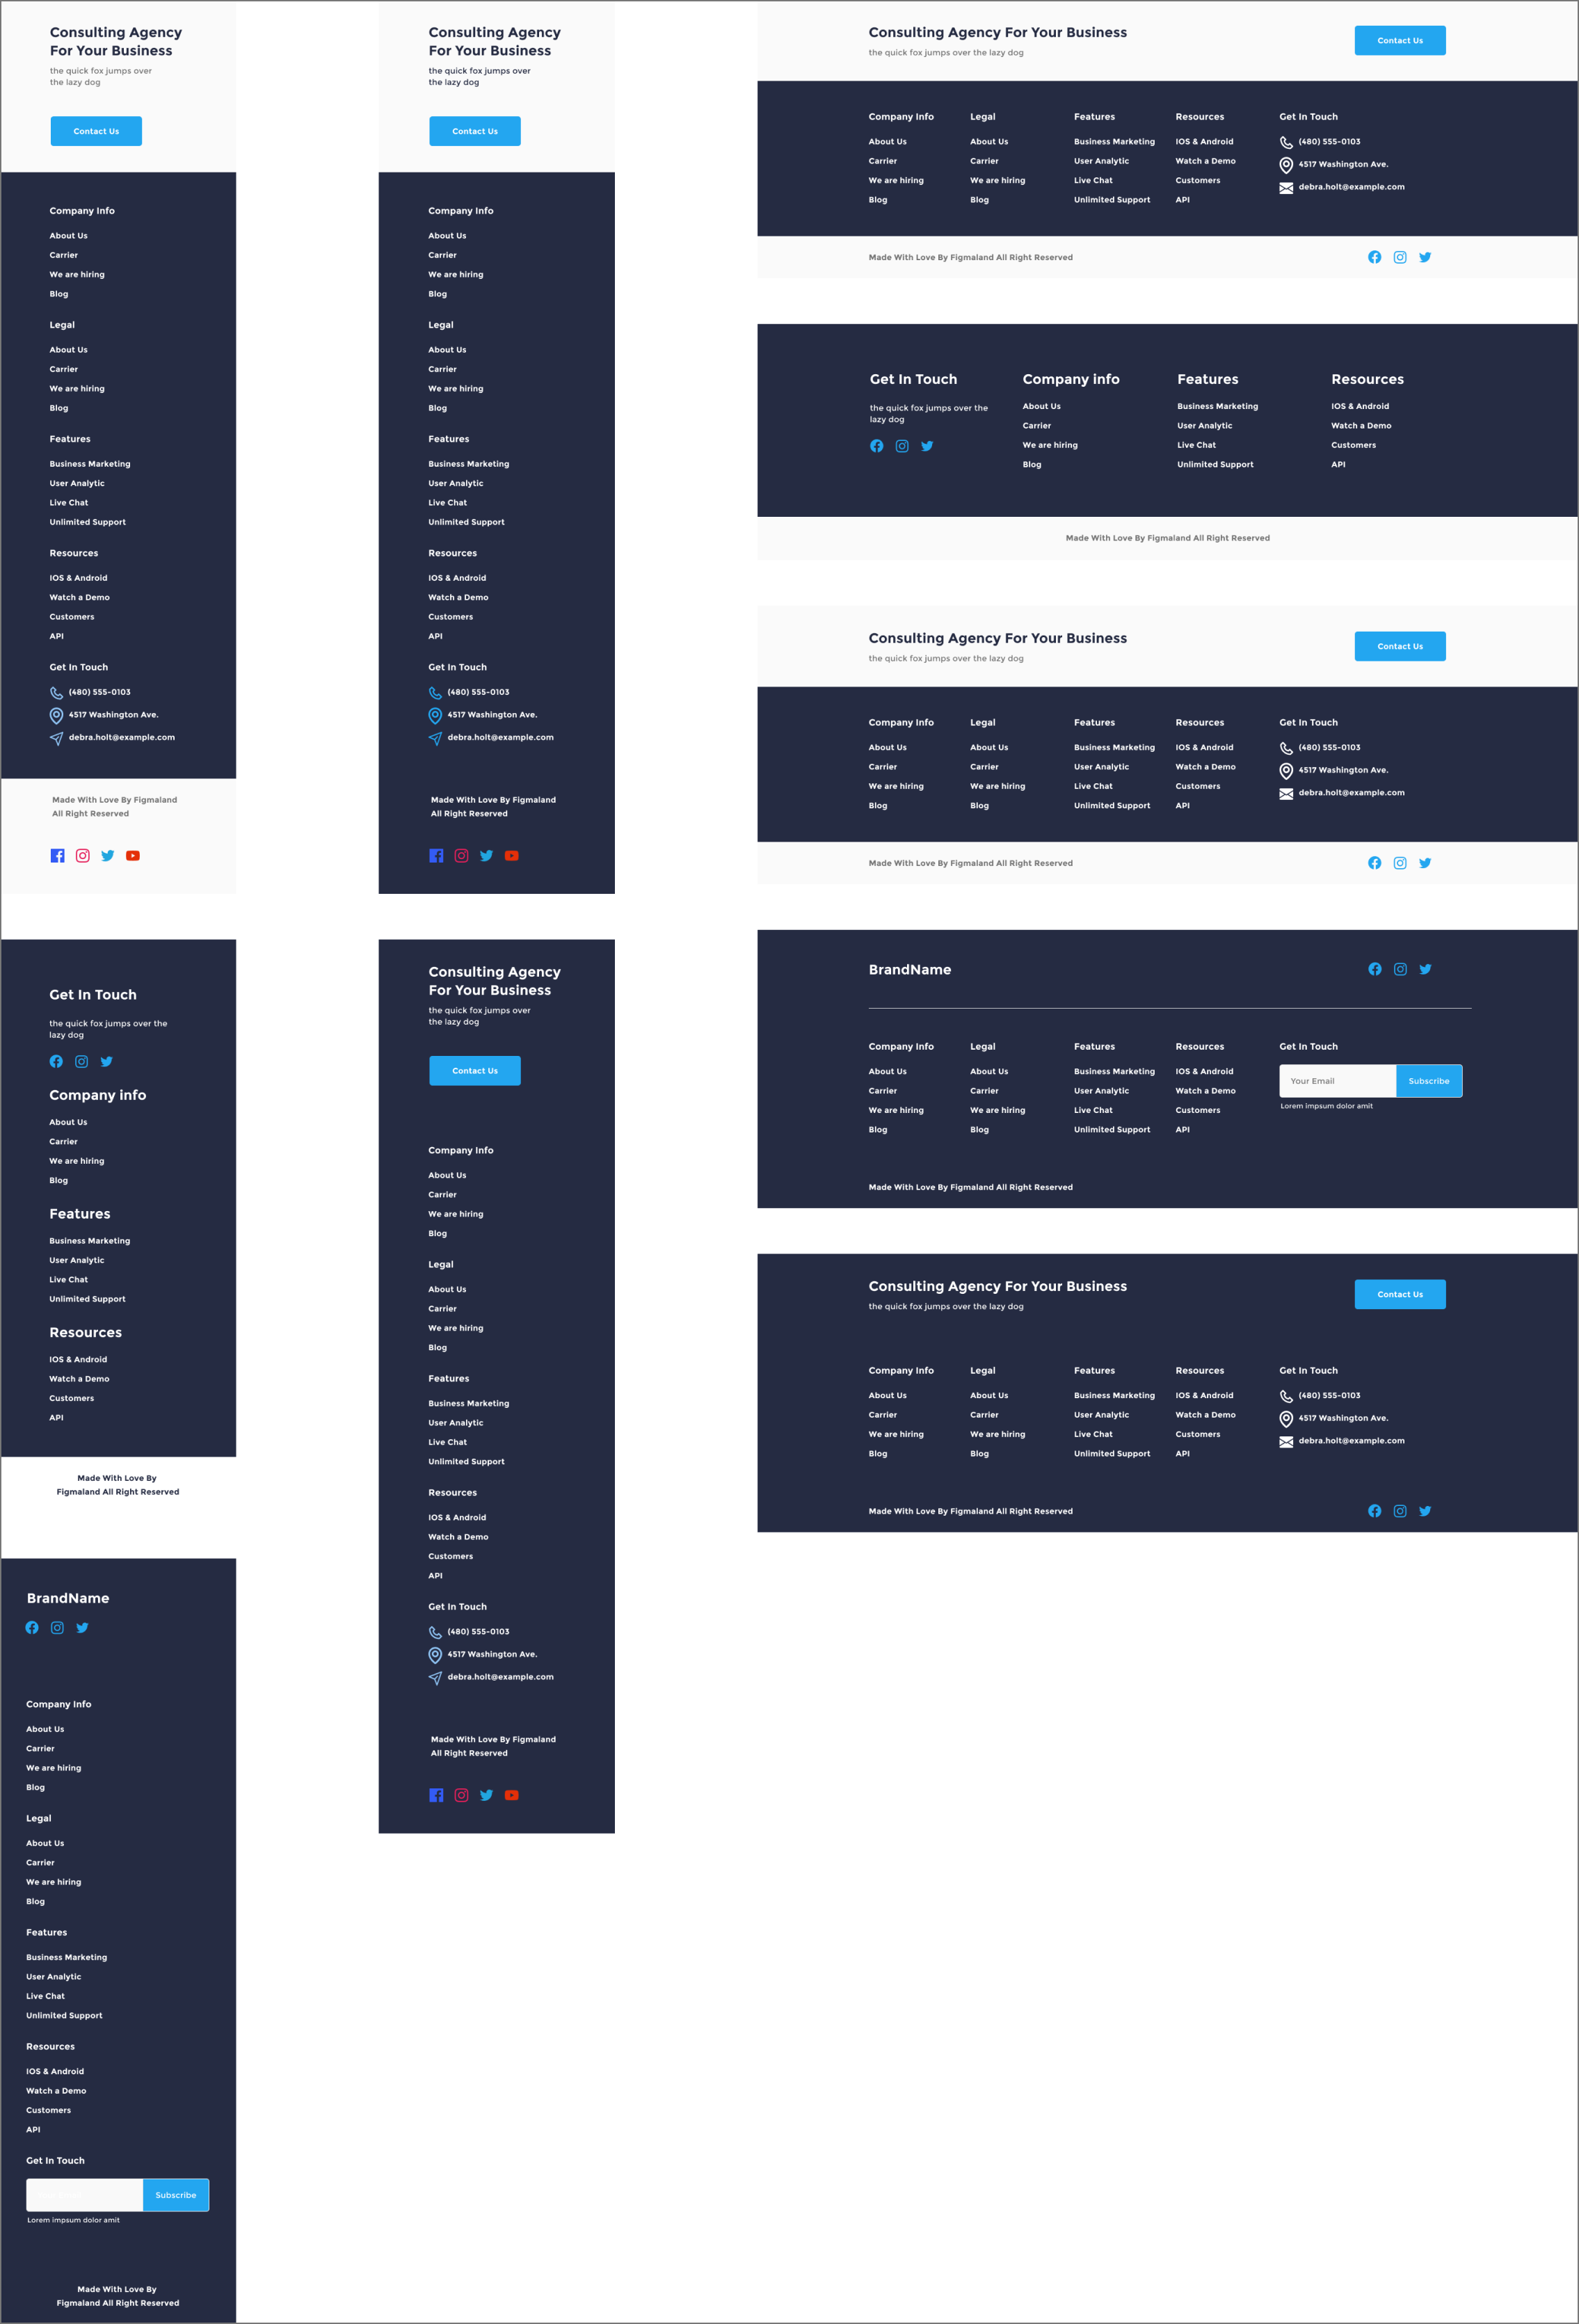 Consulting Agency
For Your Business
the quick fox jumps over
the lazy dog
Contact Us
Company Info
About Us
Carrier
We are hiring
Blog
Legal
About Us
Carrier
We are hiring
Blog
Features
Business Marketing
User Analytic
Live Chat
Unlimited Support
Resources
IOS & Android
Watch a Demo
Customers
API
Get In Touch
(480) 555-0103
4517 Washington Ave.
debra.holt@example.com
Made With Love By Figmaland
All Right Reserved
Get In Touch
the quick fox jumps over the
lazy dog
Company info
About Us
Carrier
We are hiring
Blog
Features
Business Marketing
User Analytic
Live Chat
Unlimited Support
Resources
IOS & Android
Watch a Demo
Customers
API
Made With Love By
Figmaland All Right Reserved
BrandName
Company Info
About Us
Carrier
We are hiring
Blog
Legal
About Us
Carrier
We are hiring
Blog
Features
Business Marketing
User Analytic
Live Chat
Unlimited Support
Resources
IOS & Android
Watch a Demo
Customers
API
Get In Touch
Subscribe
Lorem impsum dolor amit
Made With Love By
Figmaland All Right Reserved
Consulting Agency
For Your Business
the quick fox jumps over
the lazy dog
Contact Us
Company Info
About Us
Carrier
We are hiring
Blog
Legal
About Us
Carrier
We are hiring
Blog
Features
Business Marketing
User Analytic
Live Chat
Unlimited Support
Resources
IOS & Android
Watch a Demo
Customers
API
Get In Touch
(480) 555-0103
4517 Washington Ave.
debra.holt@example.com
Made With Love By Figmaland
All Right Reserved
Consulting Agency
For Your Business
the quick fox jumps over
the lazy dog
Contact Us
Company Info
About Us
Carrier
We are hiring
Blog
Legal
About Us
Carrier
We are hiring
Blog
Features
Business Marketing
User Analytic
Live Chat
Unlimited Support
Resources
IOS & Android
Watch a Demo
Customers
API
Get In Touch
(480) 555-0103
4517 Washington Ave.
debra.holt@example.com
Made With Love By Figmaland
All Right Reserved
Consulting Agency For Your Business
the quick fox jumps over the lazy dog
Contact Us
Company Info
About Us
Carrier
We are hiring
Blog
Legal
About Us
Carrier
We are hiring
Blog
Features
Business Marketing
User Analytic
Live Chat
Unlimited Support
Resources
IOS & Android
Watch a Demo
Customers
API
Get In Touch
(480) 555-0103
4517 Washington Ave.
debra.holt@example.com
Made With Love By Figmaland All Right Reserved
Get In Touch
the quick fox jumps over the
lazy dog
Company info
About Us
Carrier
We are hiring
Blog
Features
Business Marketing
User Analytic
Live Chat
Unlimited Support
Resources
IOS & Android
Watch a Demo
Customers
API
Made With Love By Figmaland All Right Reserved
Consulting Agency For Your Business
the quick fox jumps over the lazy dog
Contact Us
Company Info
About Us
Carrier
We are hiring
Blog
Legal
About Us
Carrier
We are hiring
Blog
Features
Business Marketing
User Analytic
Live Chat
Unlimited Support
Resources
IOS & Android
Watch a Demo
Customers
API
Get In Touch
(480) 555-0103
4517 Washington Ave.
debra.holt@example.com
Made With Love By Figmaland All Right Reserved
BrandName
Company Info
About Us
Carrier
We are hiring
Blog
Legal
About Us
Carrier
We are hiring
Blog
Features
Business Marketing
User Analytic
Live Chat
Unlimited Support
Resources
IOS & Android
Watch a Demo
Customers
API
Get In Touch
Your Email
Subscribe
Lorem impsum dolor amit
Made With Love By Figmaland All Right Reserved
Consulting Agency For Your Business
the quick fox jumps over the lazy dog
Contact Us
Company Info
About Us
Carrier
We are hiring
Blog
Legal
About Us
Carrier
We are hiring
Blog
Features
Business Marketing
User Analytic
Live Chat
Unlimited Support
Resources
IOS & Android
Watch a Demo
Customers
API
Get In Touch
(480) 555-0103
4517 Washington Ave.
debra.holt@example.com
Made With Love By Figmaland All Right Reserved